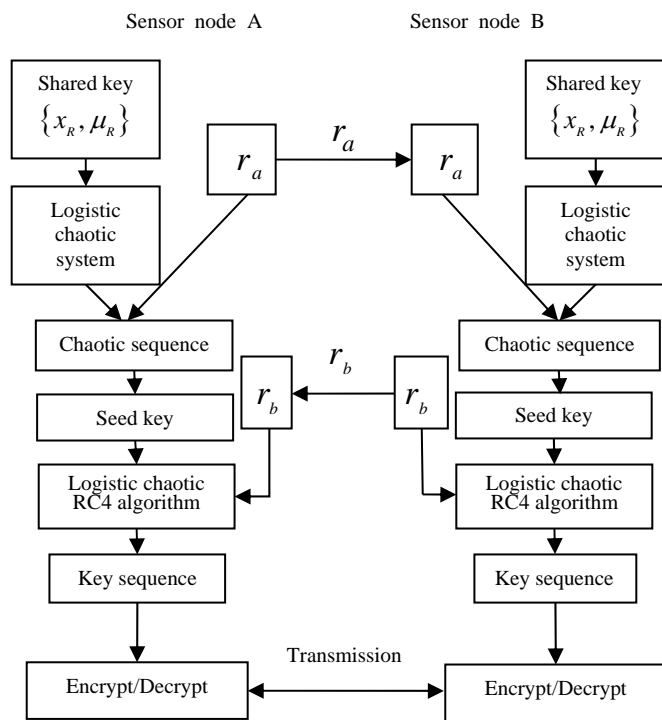 Sensor node A
Sensor node B
Shared key
{x_R, μ_R}
Shared key
{x_R, μ_R}
r_a
r_a
r_a
Logistic
chaotic
system
Logistic
chaotic
system
Chaotic sequence
Chaotic sequence
r_b
r_b
r_b
Seed key
Seed key
Logistic chaotic
RC4 algorithm
Logistic chaotic
RC4 algorithm
Key sequence
Key sequence
Transmission
Encrypt/Decrypt
Encrypt/Decrypt